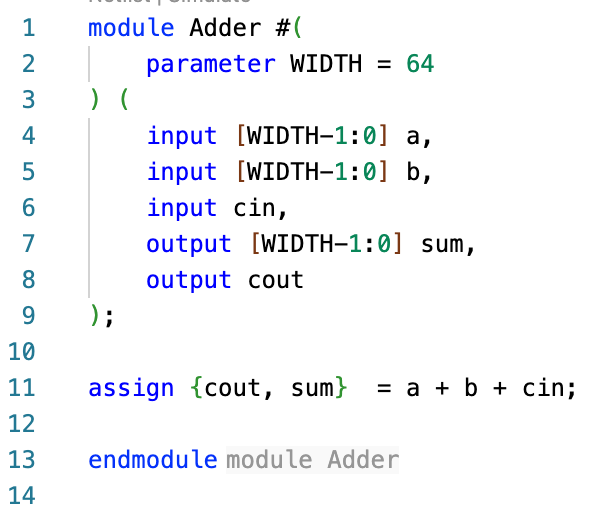 1 module Adder #(
2 parameter WIDTH = 64
3 ) (
4 input [WIDTH-1:0] a,
5 input [WIDTH-1:0] b,
6 input cin,
7 output [WIDTH-1:0] sum,
8 output cout
9 );
10
11 assign {cout, sum}  = a + b + cin;
12
13 endmodule module Adder
14